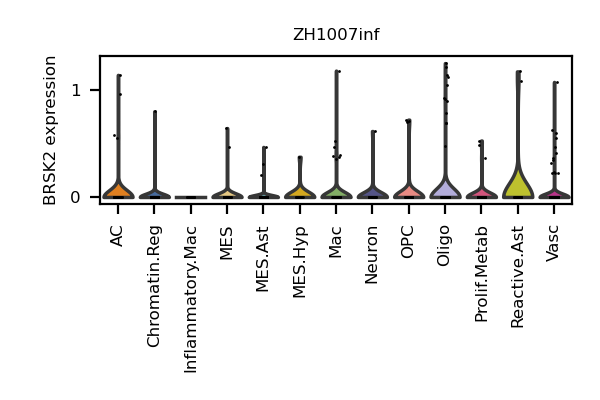 ZH1007inf
BRSK2 expression
1
0
AC
Chromatin.Reg
Inflammatory.Mac
MES
MES.Ast
MES.Hyp
Mac
Neuron
OPC
Oligo
Prolif.Metab
Reactive.Ast
Vasc